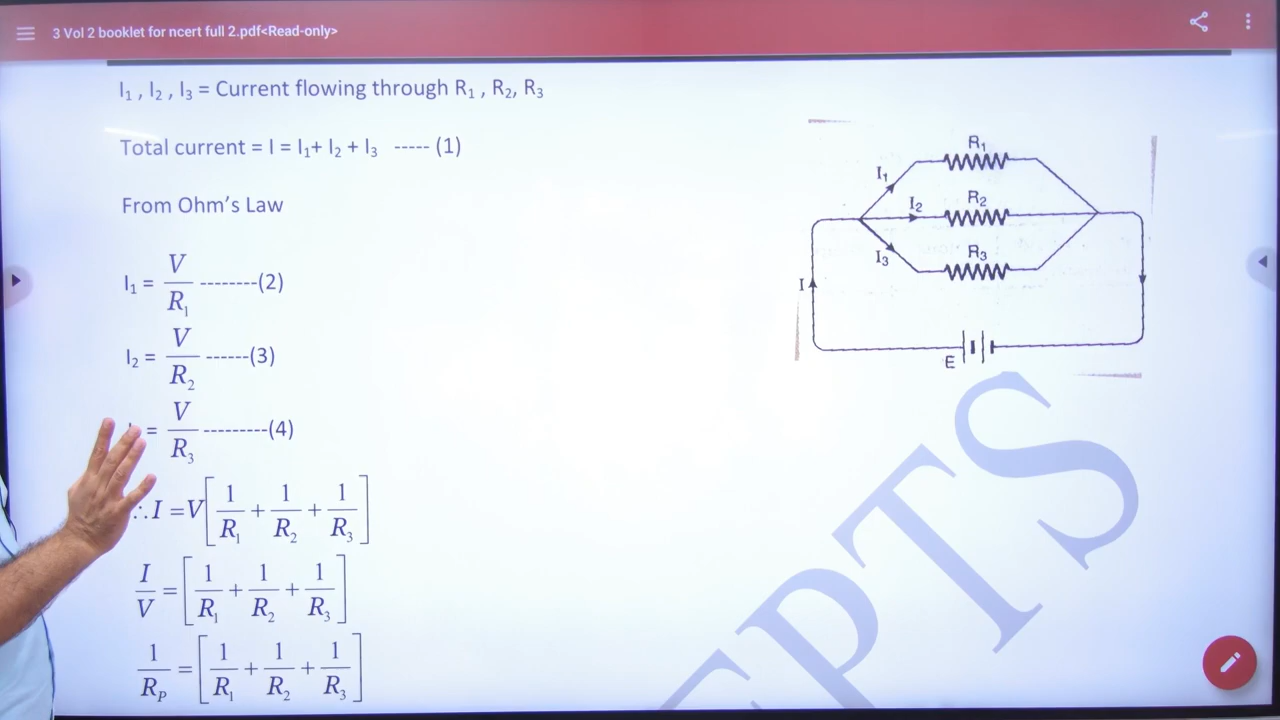 3 Vol 2 booklet for ncert full 2.pdf<Read-only>
I₁ , I₂ , I₃ = Current flowing through R₁ , R₂, R₃
Total current = I = I₁+ I₂ + I₃ ----- (1)
From Ohm's Law
I₁ = V/R₁ --------(2)
I₂ = V/R₂ ------(3)
= V/R₃ ---------(4)
∴I =V[1/R₁ + 1/R₂ + 1/R₃]
I/V = [1/R₁ + 1/R₂ + 1/R₃]
1/R_P = [1/R₁ + 1/R₂ + 1/R₃]
R₁
I₁
R₂
I₂
R₃
I₃
I
E
EPTS